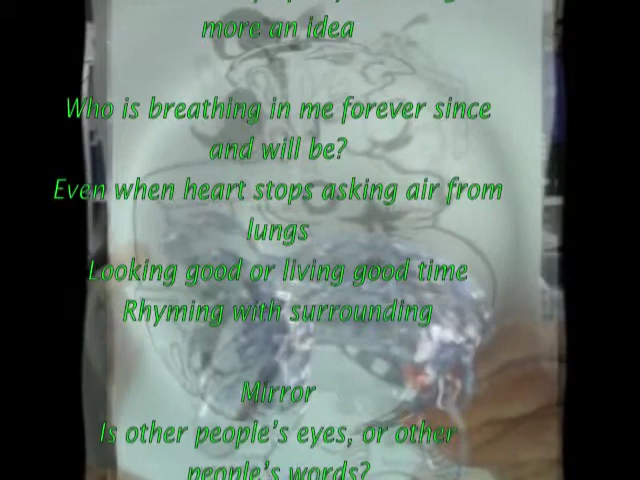 more an idea
Who is breathing in me forever since
and will be?
Even when heart stops asking air from
lungs
Looking good or living good time
Rhyming with surrounding
Mirror
Is other people's eyes, or other
people's words?